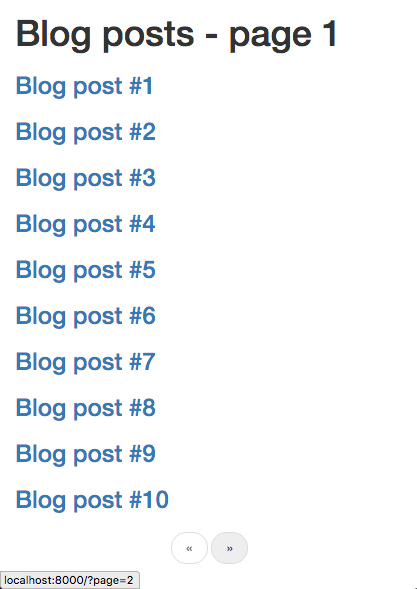 Blog posts - page 1
Blog post #1
Blog post #2
Blog post #3
Blog post #4
Blog post #5
Blog post #6
Blog post #7
Blog post #8
Blog post #9
Blog post #10
« »
localhost:8000/?page=2